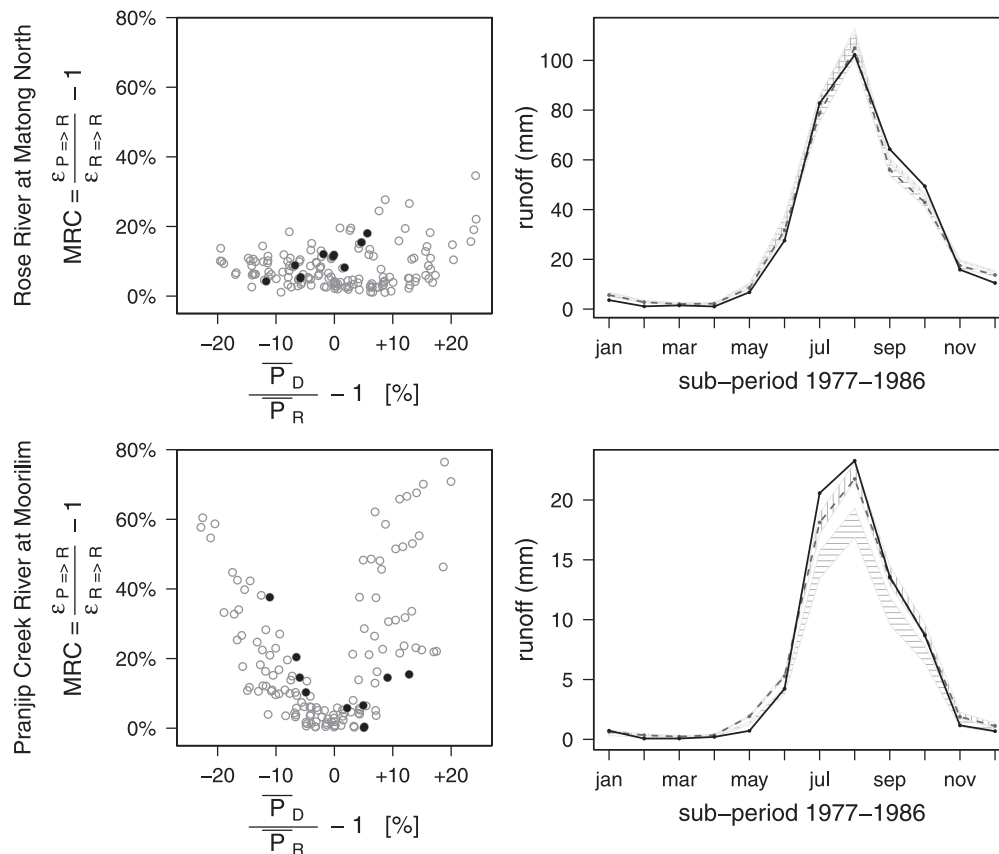 Rose River at Matong North
MRC = ε P => R / ε R => R − 1
80%
60%
40%
20%
0%
−20 −10 0 +10 +20
P D / P R − 1 [%]
runoff (mm)
100
80
60
40
20
0
jan mar may jul sep nov
sub−period 1977−1986
Pranjip Creek River at Moorilim
MRC = ε P => R / ε R => R − 1
80%
60%
40%
20%
0%
−20 −10 0 +10 +20
P D / P R − 1 [%]
runoff (mm)
20
15
10
5
0
jan mar may jul sep nov
sub−period 1977−1986